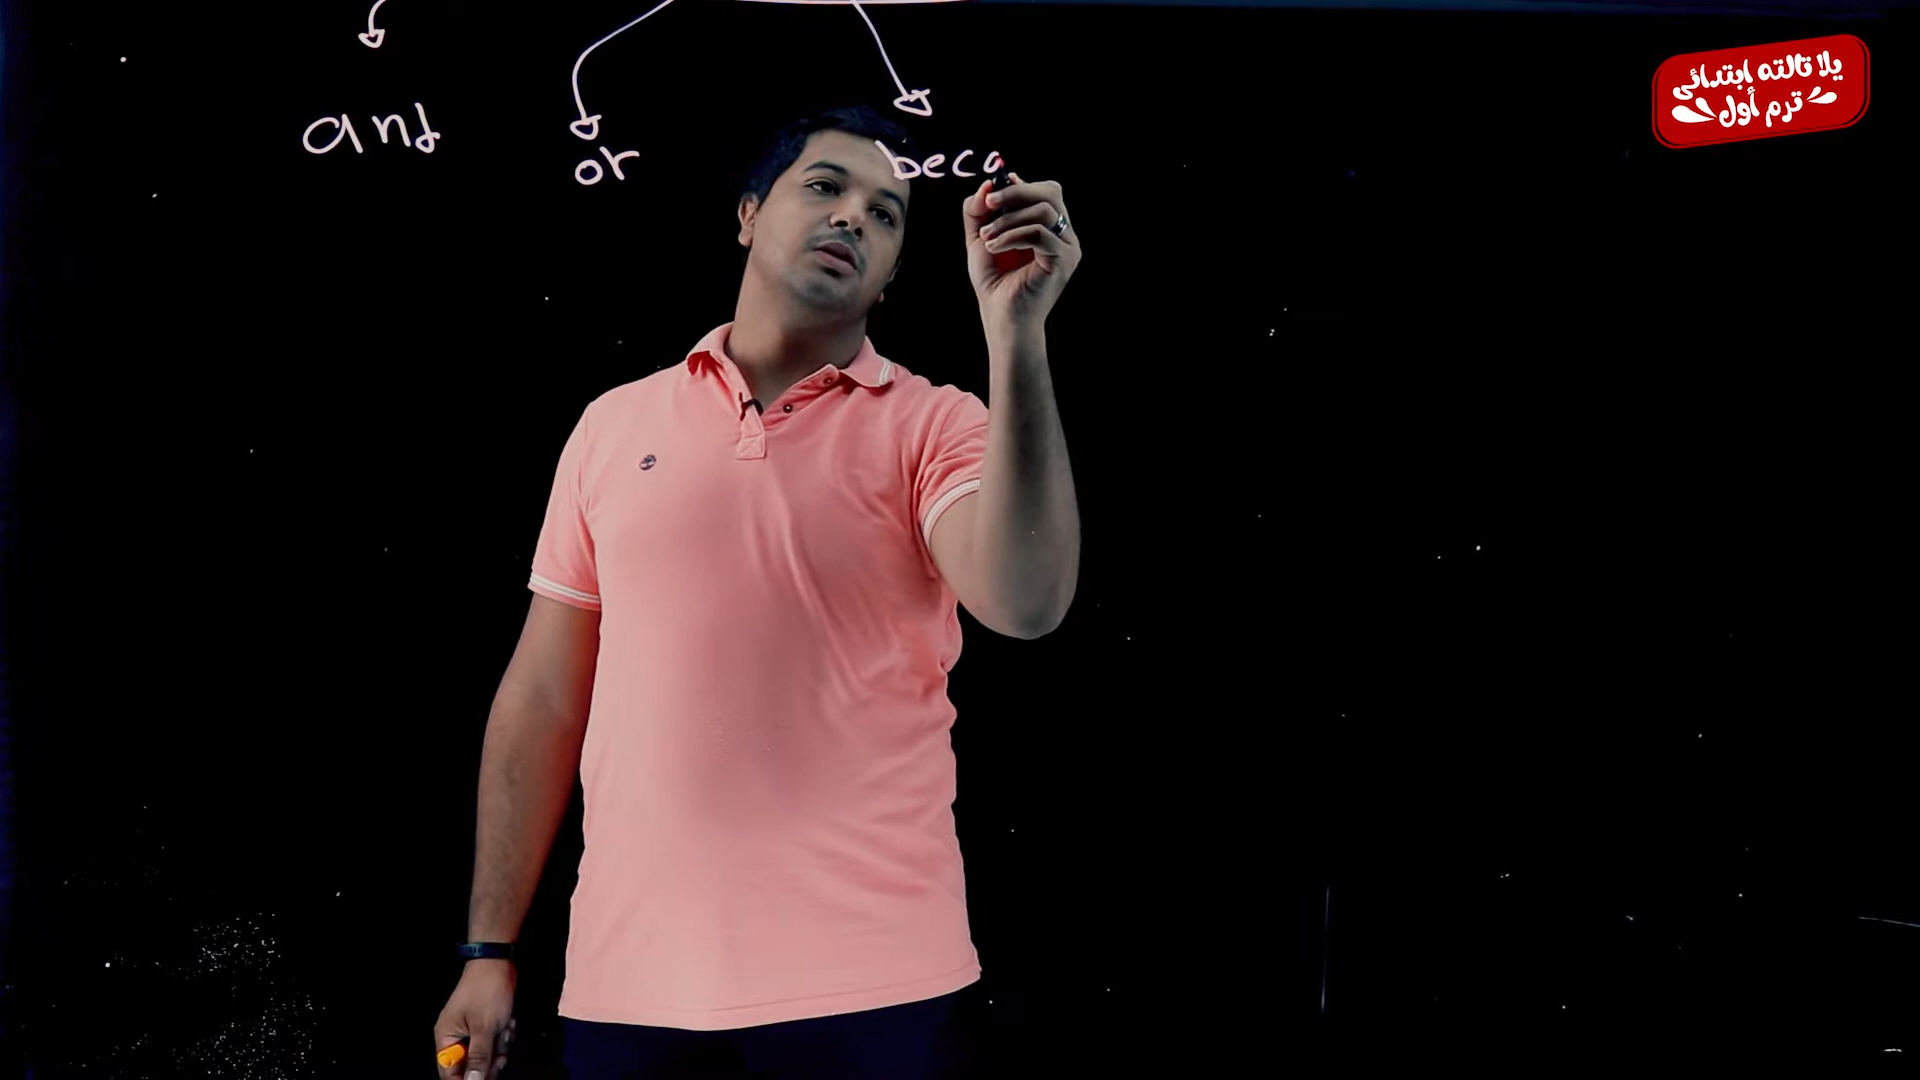 and
or
beca
يلا تالته ابتدائى
ترم أول